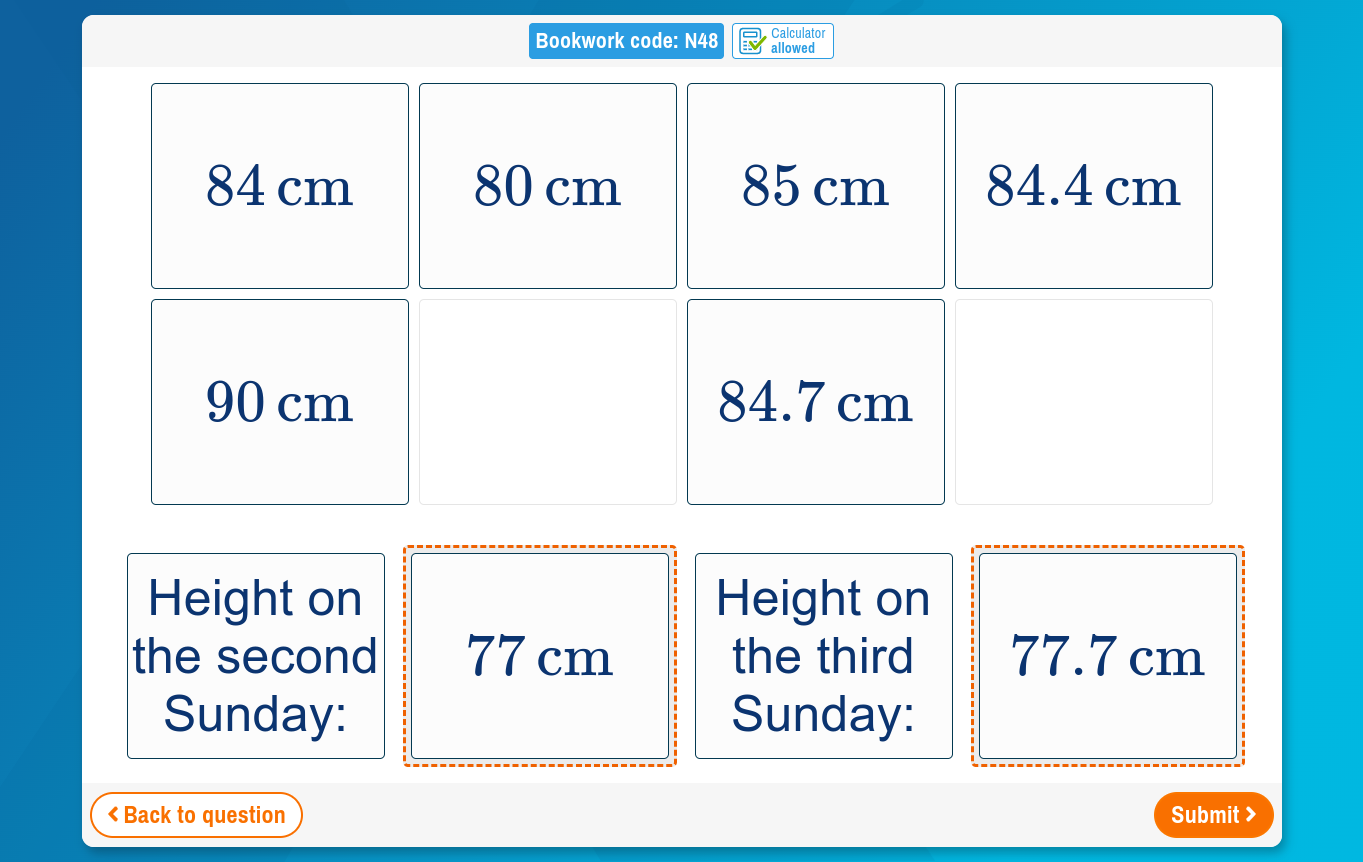 Bookwork code: N48
Calculator
allowed
84 cm
80 cm
85 cm
84.4 cm
90 cm
84.7 cm
Height on
the second
Sunday:
77 cm
Height on
the third
Sunday:
77.7 cm
Back to question
Submit